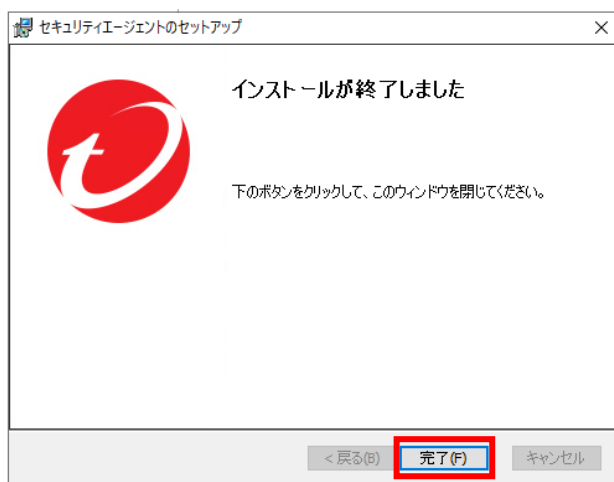 セキュリティエージェントのセットアップ
インストールが終了しました
下のボタンをクリックして、このウィンドウを閉じてください。
< 戻る(B) 完了(F) キャンセル